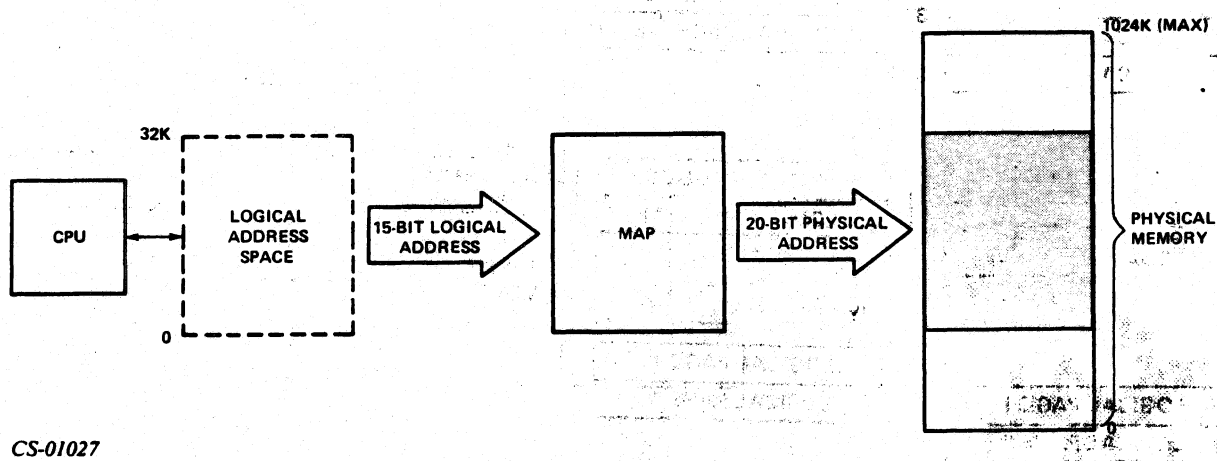 1024K (MAX)
32K
CPU
LOGICAL
ADDRESS
SPACE
15-BIT LOGICAL
ADDRESS
MAP
20-BIT PHYSICAL
ADDRESS
PHYSICAL
MEMORY
0
0
CS-01027